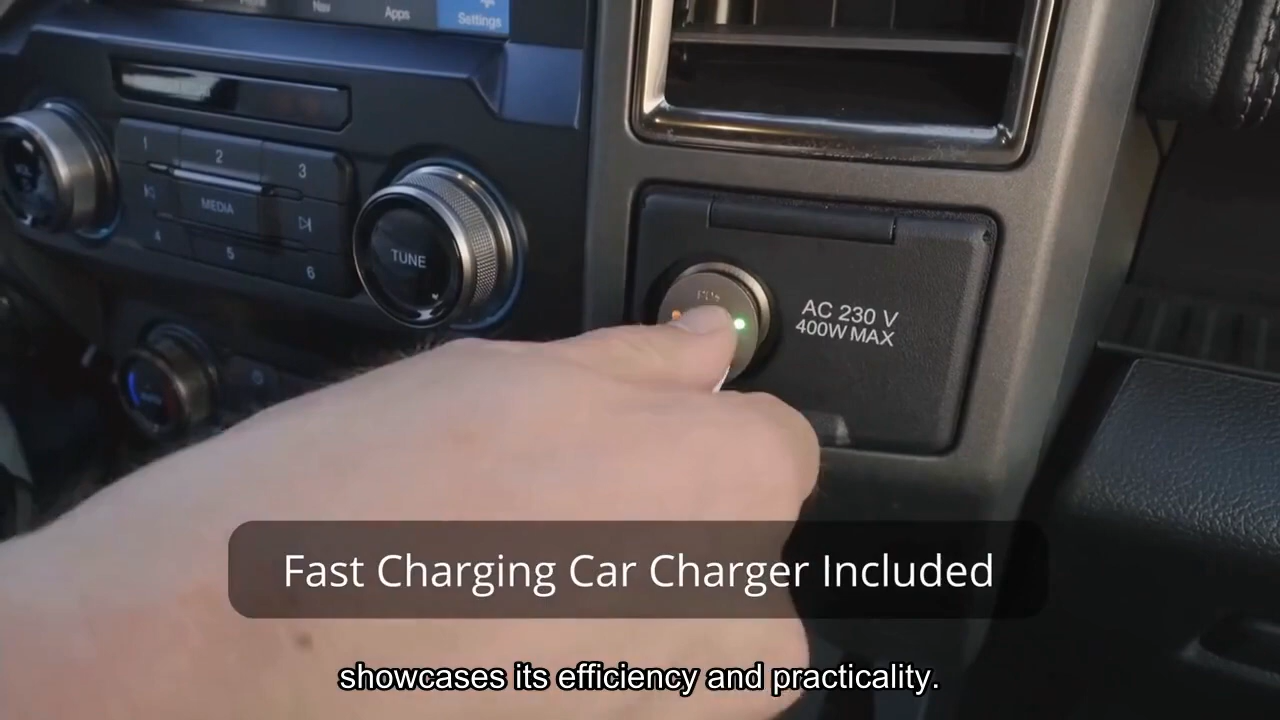 Nav
Apps
Settings
1
2
3
MEDIA
4
5
6
TUNE
AC 230 V
400W MAX
Fast Charging Car Charger Included
showcases its efficiency and practicality.